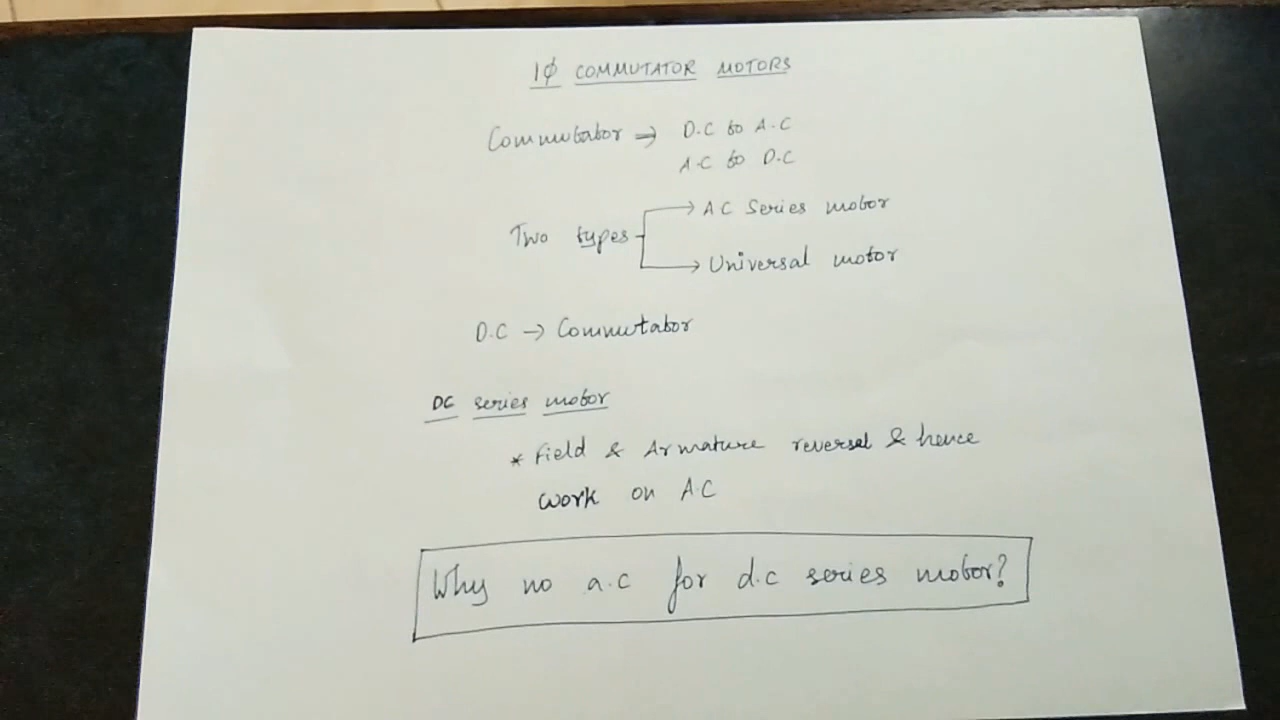 1φ COMMUTATOR MOTORS
Commutator → D.C to A.C
A.C to D.C
Two types → AC Series motor
→ Universal motor
D.C → Commutator
DC series motor
* Field & Armature reversal & hence
work on A.C
Why no a.c for d.c series motor?